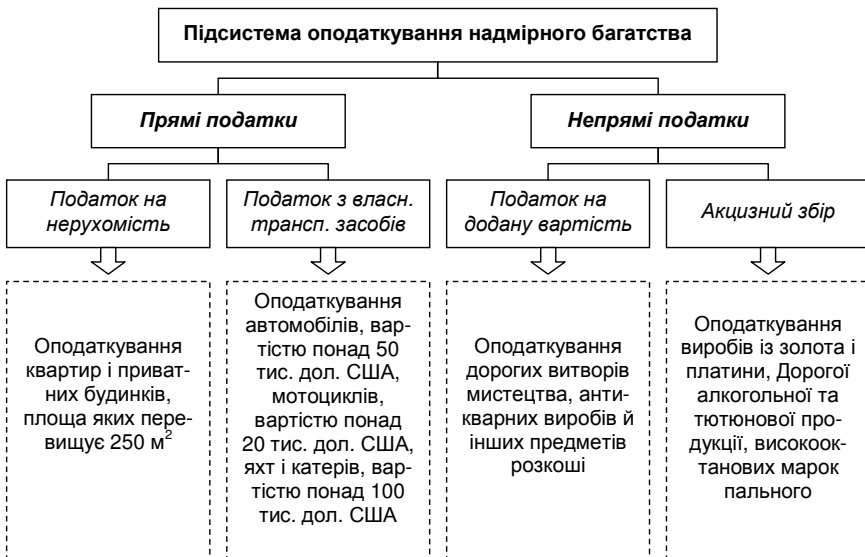 Підсистема оподаткування надмірного багатства
Прямі податки
Непрямі податки
Податок на
нерухомість
Податок з власн.
трансп. засобів
Податок на
додану вартість
Акцизний збір
Оподаткування
квартир і приват-
них будинків,
площа яких пере-
вищує 250 м²
Оподаткування
автомобілів, вар-
тістю понад 50
тис. дол. США,
мотоциклів,
вартістю понад
20 тис. дол. США,
яхт і катерів, вар-
тістю понад 100
тис. дол. США
Оподаткування
дорогих витворів
мистецтва, анти-
кварних виробів й
інших предметів
розкоші
Оподаткування
виробів із золота і
платини, Дорогої
алкогольної та
тютюнової про-
дукції, високоок-
танових марок
пального